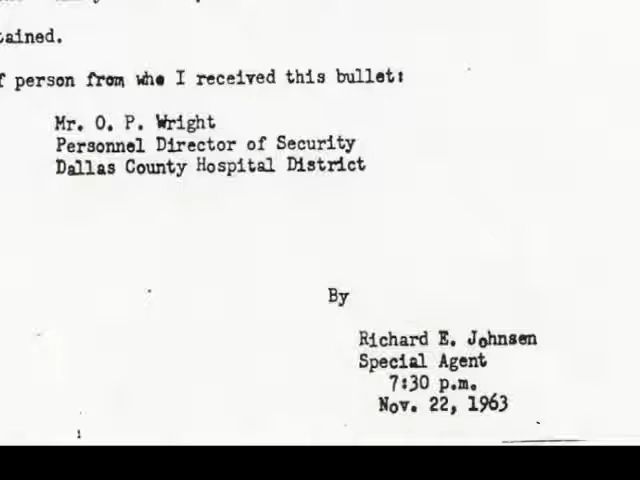 tained.
f person from who I received this bullet:
Mr. O. P. Wright
Personnel Director of Security
Dallas County Hospital District
By
Richard E. Johnsen
Special Agent
7:30 p.m.
Nov. 22, 1963